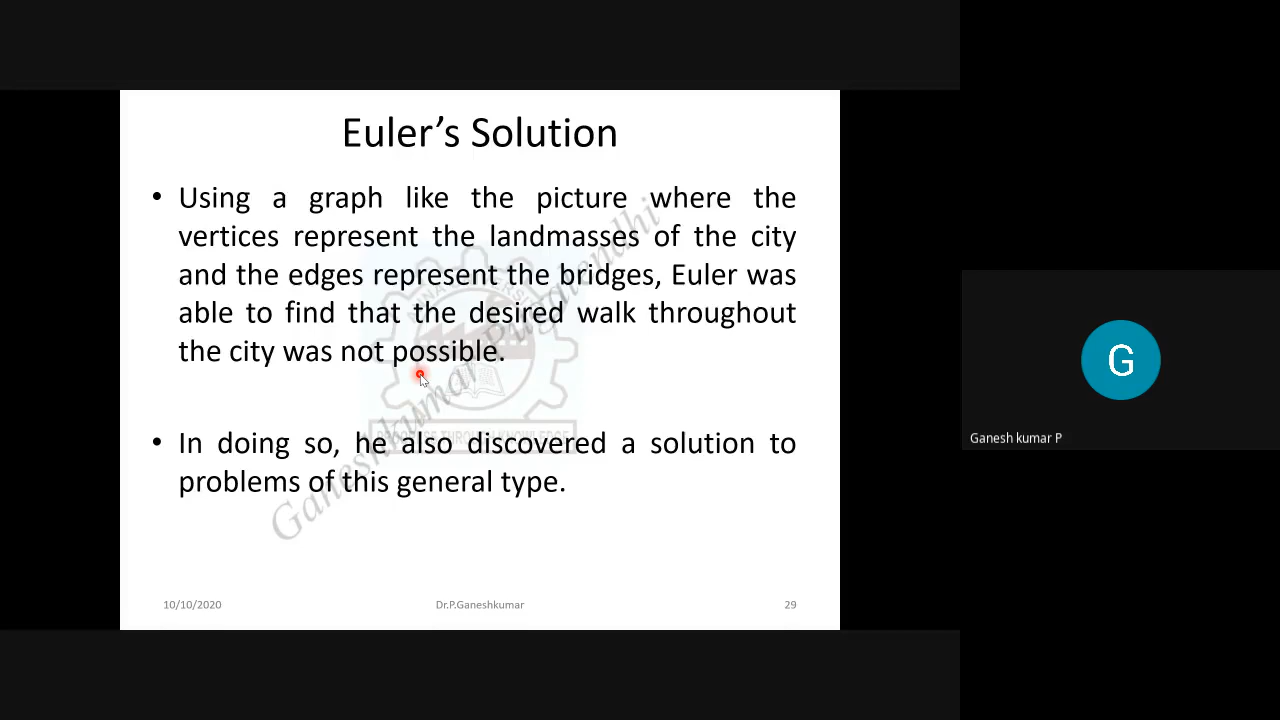 Euler’s Solution
• Using a graph like the picture where the
vertices represent the landmasses of the city
and the edges represent the bridges, Euler was
able to find that the desired walk throughout
the city was not possible.
• In doing so, he also discovered a solution to
problems of this general type.
10/10/2020
Dr.P.Ganeshkumar
29
G
Ganesh kumar P